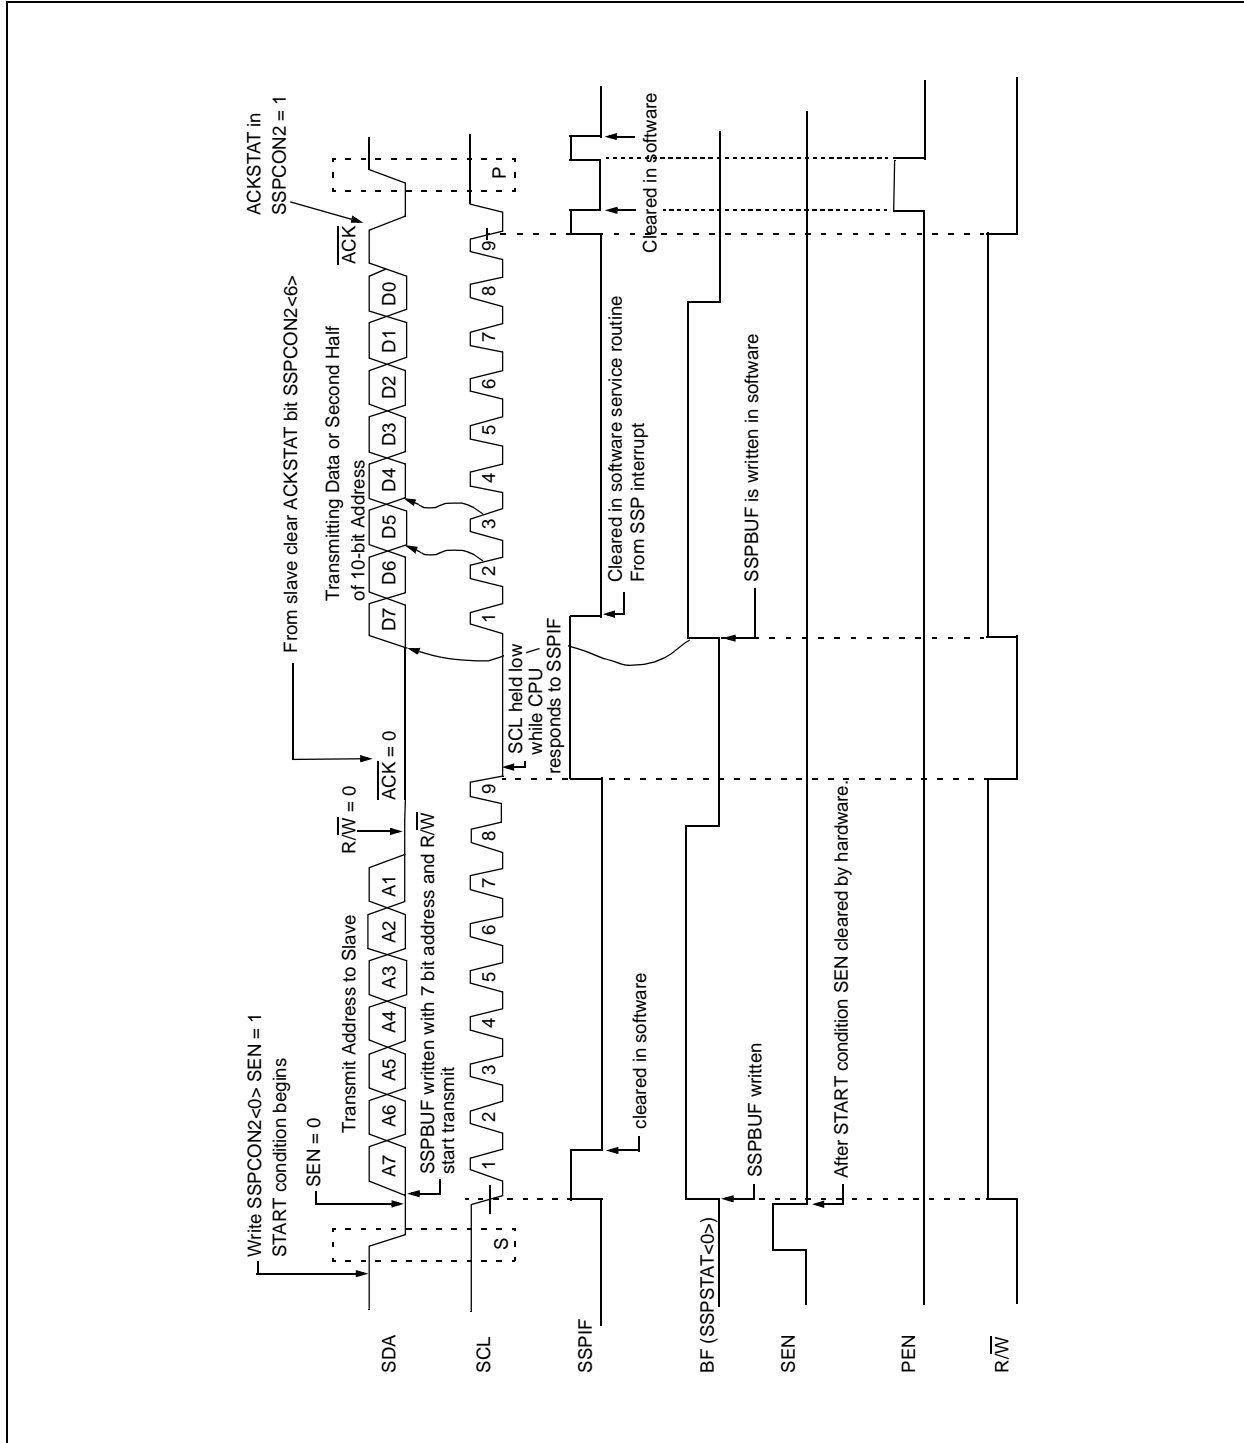 Write SSPCON2<0> SEN = 1
START condition begins
SEN = 0
Transmit Address to Slave
R/W = 0
ACK = 0
From slave clear ACKSTAT bit SSPCON2<6>
Transmitting Data or Second Half
of 10-bit Address
ACK
ACKSTAT in
SSPCON2 = 1
SDA
A7 A6 A5 A4 A3 A2 A1
D7 D6 D5 D4 D3 D2 D1 D0
SSPBUF written with 7 bit address and R/W
start transmit
SCL
S
1 2 3 4 5 6 7 8 9
1 2 3 4 5 6 7 8 9
P
SCL held low
while CPU
responds to SSPIF
SSPIF
cleared in software
Cleared in software service routine
From SSP interrupt
Cleared in software
BF (SSPSTAT<0>)
SSPBUF written
SSPBUF is written in software
SEN
After START condition SEN cleared by hardware.
PEN
R/W